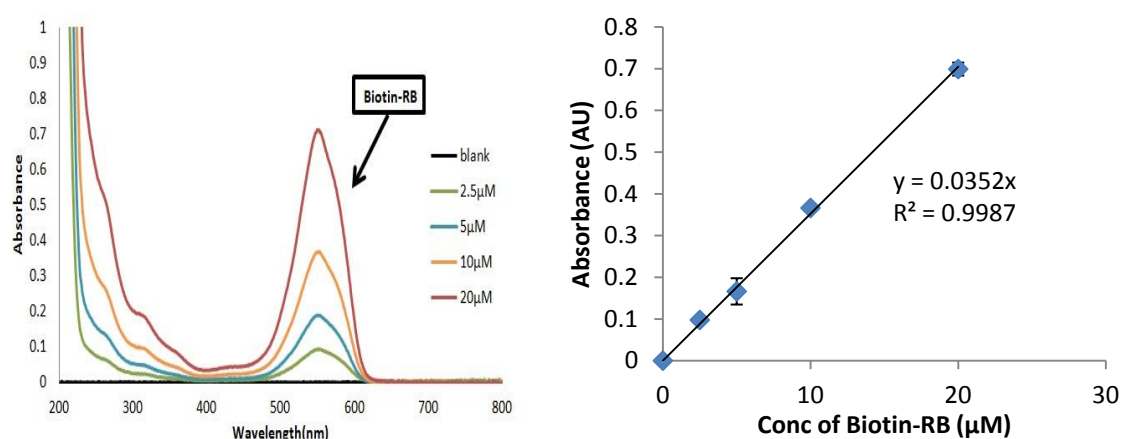 1
0.9
0.8
0.7
0.6
0.5
0.4
0.3
0.2
0.1
0
Absorbance
200 300 400 500 600 700 800
Wavelength(nm)
Biotin-RB
blank
2.5µM
5µM
10µM
20µM
0.8
0.7
0.6
0.5
0.4
0.3
0.2
0.1
0
Absorbance (AU)
y = 0.0352x
R² = 0.9987
0 10 20 30
Conc of Biotin-RB (µM)